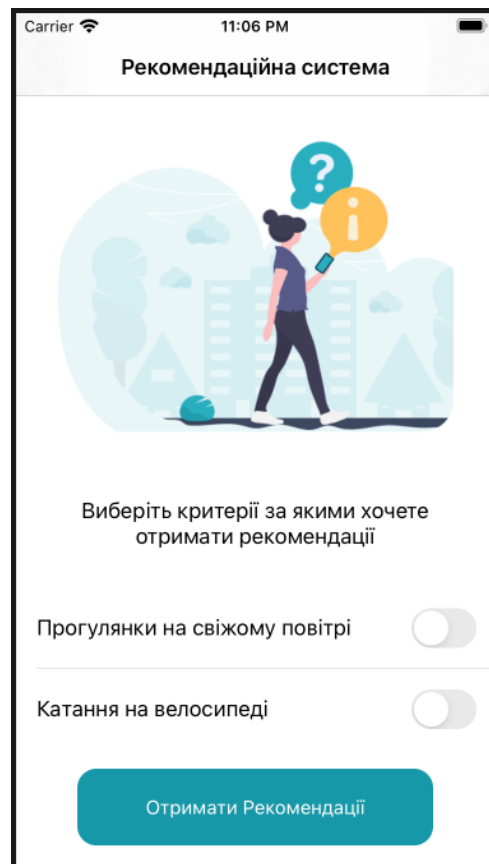 Carrier 11:06 PM
Рекомендаційна система
?
i
Виберіть критерії за якими хочете
отримати рекомендації
Прогулянки на свіжому повітрі
Катання на велосипеді
Отримати Рекомендації